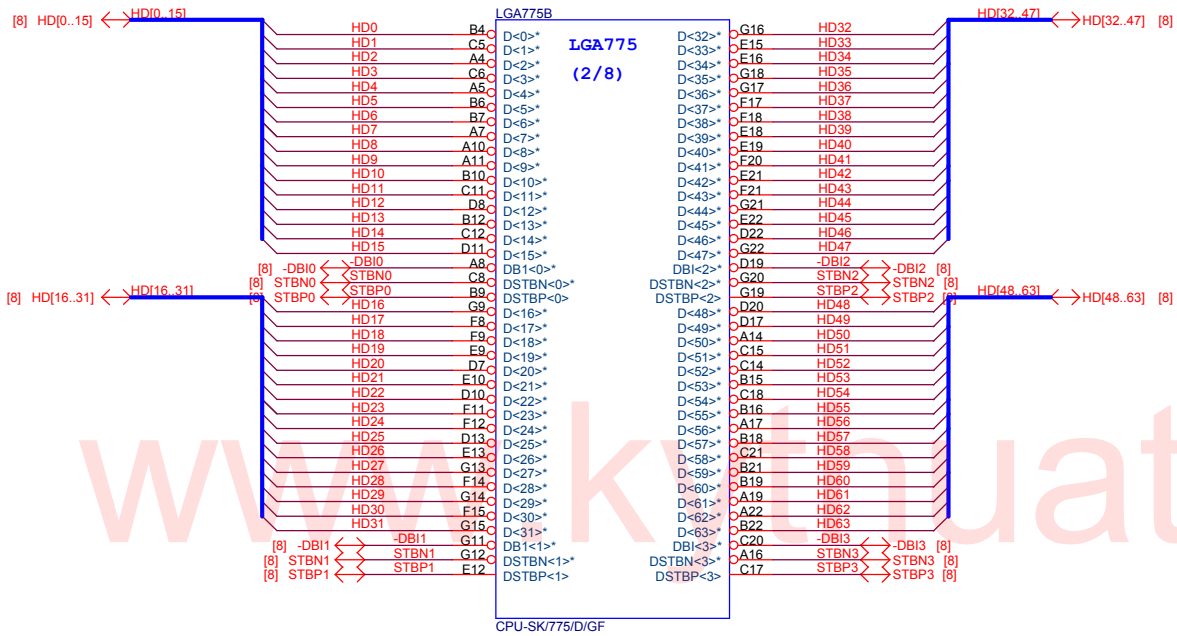 LGA775B
[8] HD[0..15] HD[0..15] HD[32..47] HD[32..47] [8]
LGA775
(2/8)
HD0 B4 D<0>* D<32>* G16 HD32
HD1 C5 D<1>* D<33>* E15 HD33
HD2 A4 D<2>* D<34>* E16 HD34
HD3 C6 D<3>* D<35>* G18 HD35
HD4 A5 D<4>* D<36>* G17 HD36
HD5 B6 D<5>* D<37>* F17 HD37
HD6 B7 D<6>* D<38>* F18 HD38
HD7 A7 D<7>* D<39>* E18 HD39
HD8 A10 D<8>* D<40>* E19 HD40
HD9 A11 D<9> D<41>* F20 HD41
HD10 B10 D<10>* D<42>* E21 HD42
HD11 C11 D<11>* D<43>* F21 HD43
HD12 D8 D<12>* D<44>* G21 HD44
HD13 B12 D<13>* D<45>* E22 HD45
HD14 C12 D<14>* D<46>* D22 HD46
HD15 D11 D<15>* D<47>* G22 HD47
[8] -DBI0 -DBI0 A8 DB1<0>* DBI<2>* D19 -DBI2 -DBI2 [8]
[8] STBN0 STBN0 C8 DSTBN<0>* DSTBN<2>* G20 STBN2 STBN2 [8]
[8] STBP0 STBP0 B9 DSTBP<0> DSTBP<2> G19 STBP2 STBP2 [8]
[8] HD[16..31] HD[16..31] HD[48..63] HD[48..63] [8]
HD16 G9 D<16>* D<48>* D20 HD48
HD17 F8 D<17>* D<49>* D17 HD49
HD18 F9 D<18>* D<50>* A14 HD50
HD19 E9 D<19>* D<51>* C15 HD51
HD20 D7 D<20>* D<52>* C14 HD52
HD21 E10 D<21>* D<53>* B15 HD53
HD22 D10 D<22>* D<54>* C18 HD54
HD23 F11 D<23>* D<55>* B16 HD55
HD24 F12 D<24>* D<56>* A17 HD56
HD25 D13 D<25>* D<57>* B18 HD57
HD26 E13 D<26>* D<58>* C21 HD58
HD27 G13 D<27>* D<59>* B21 HD59
HD28 F14 D<28>* D<60>* B19 HD60
HD29 G14 D<29>* D<61>* A19 HD61
HD30 F15 D<30>* D<62>* A22 HD62
HD31 G15 D<31>* D<63>* B22 HD63
[8] -DBI1 -DBI1 G11 DB1<1>* DBI<3>* C20 -DBI3 -DBI3 [8]
[8] STBN1 STBN1 G12 DSTBN<1>* DSTBN<3>* A16 STBN3 STBN3 [8]
[8] STBP1 STBP1 E12 DSTBP<1> DSTBP<3> C17 STBP3 STBP3 [8]
CPU-SK/775/D/GF
www.kythuat